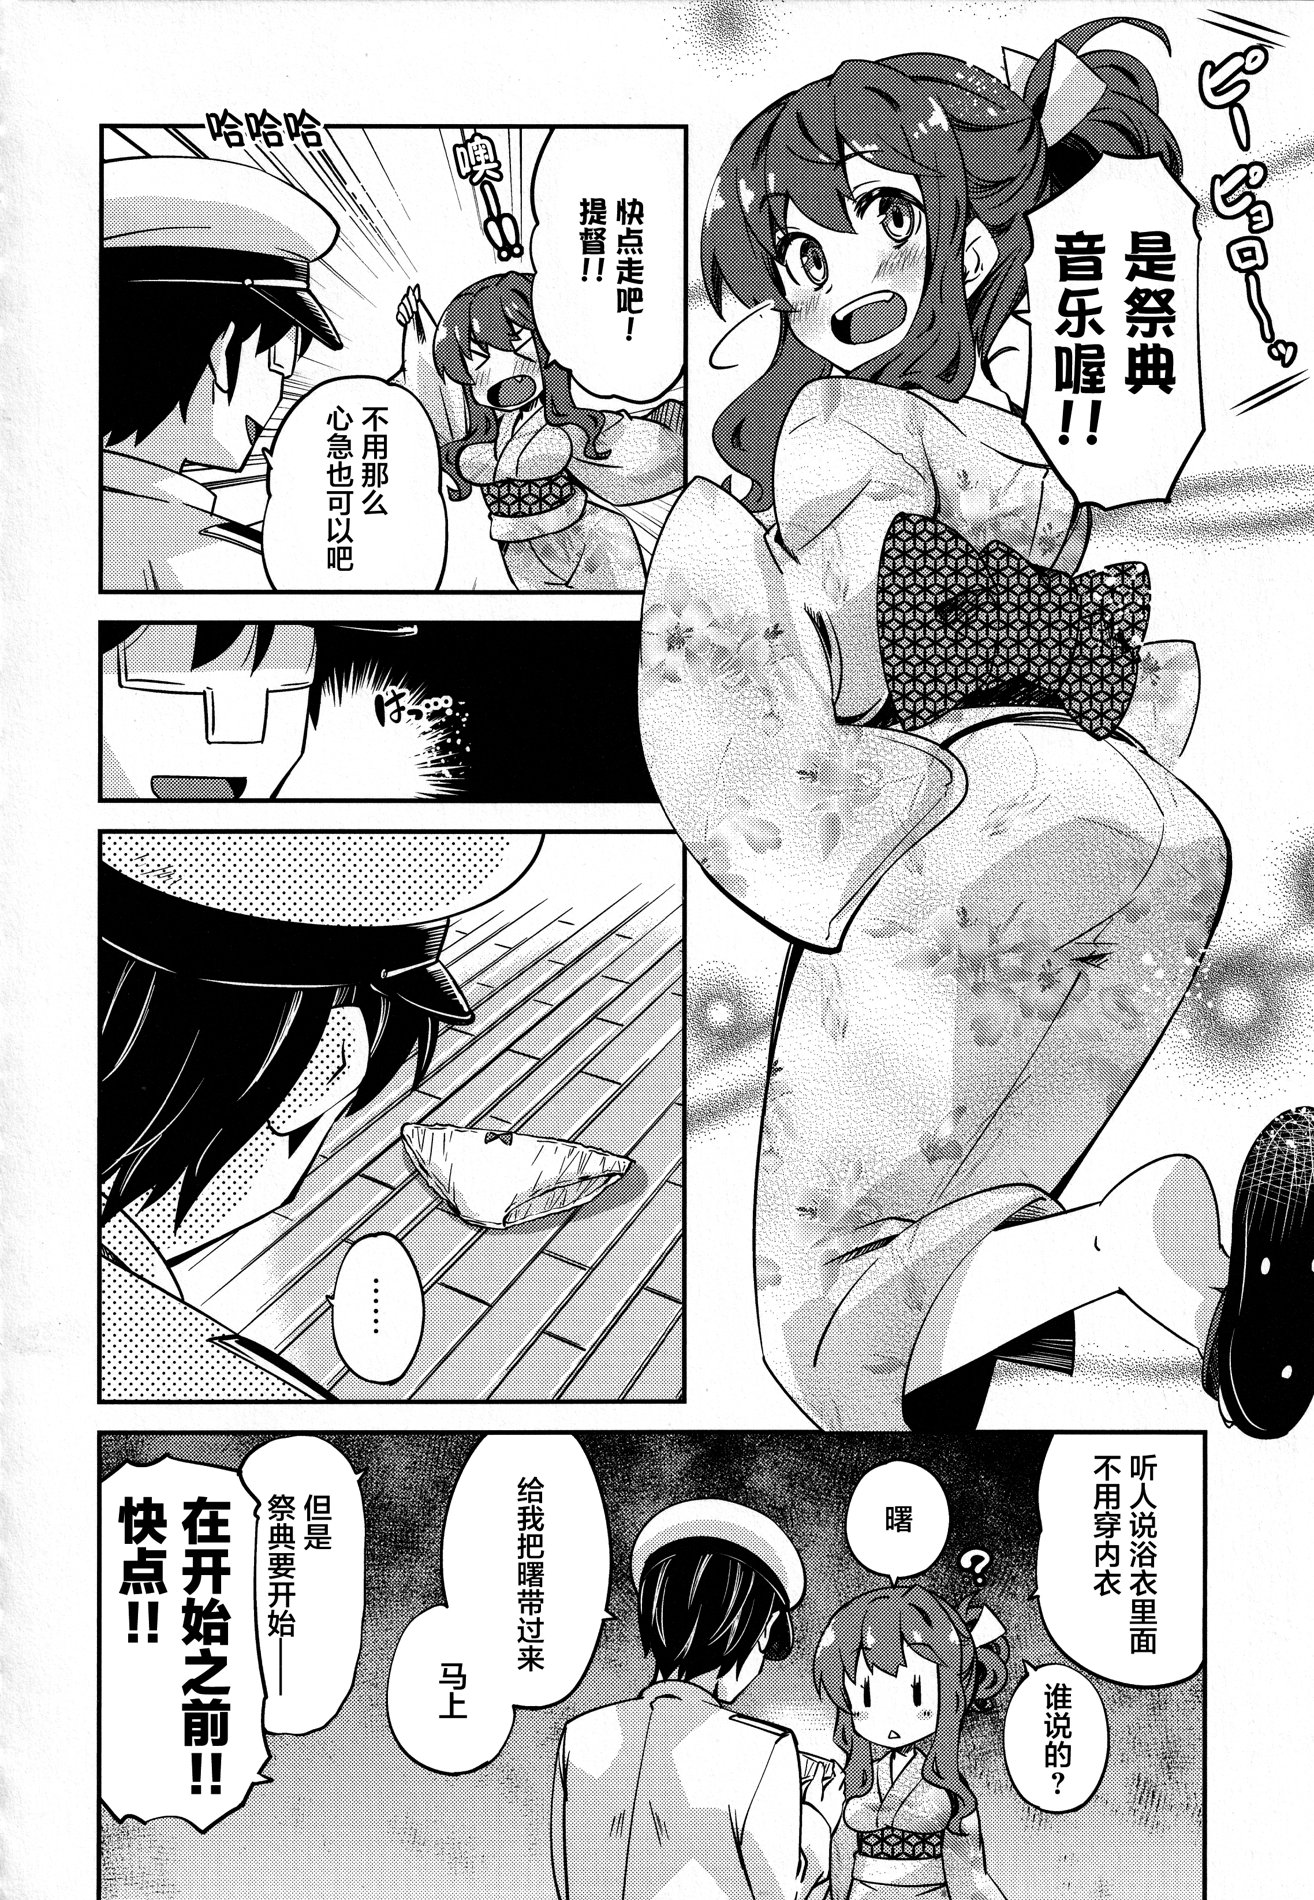 ピーピョローッ
是祭典
音乐喔!!
快点走吧！
提督!!
噢——!!
哈哈哈
不用那么
心急也可以吧
はっ……
……
听人说浴衣里面
不用穿内衣
谁说的？
?
曙
给我把曙带过来
马上
但是
祭典要开始——
在开始之前!!
快点!!